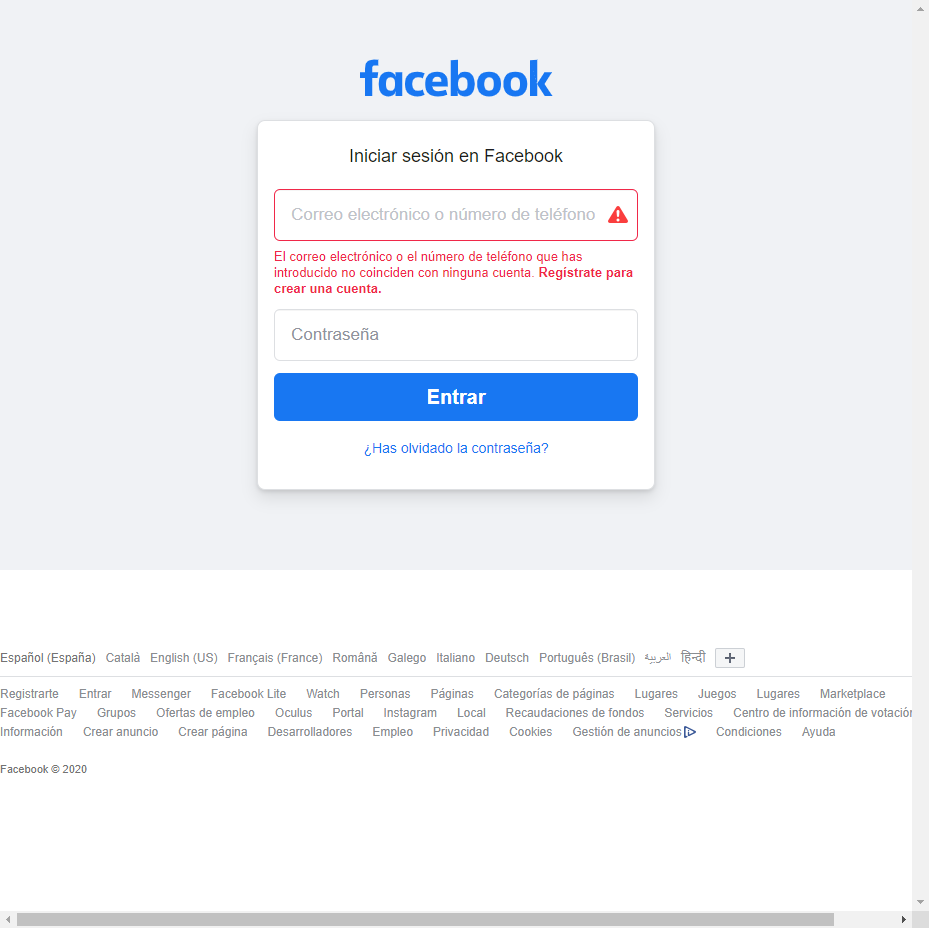 facebook
Iniciar sesión en Facebook
Correo electrónico o número de teléfono
El correo electrónico o el número de teléfono que has
introducido no coinciden con ninguna cuenta. Regístrate para
crear una cuenta.
Contraseña
Entrar
¿Has olvidado la contraseña?
Español (España) Català English (US) Français (France) Română Galego Italiano Deutsch Português (Brasil) العربية हिन्दी
Registrarte Entrar Messenger Facebook Lite Watch Personas Páginas Categorías de páginas Lugares Juegos Lugares Marketplace
Facebook Pay Grupos Ofertas de empleo Oculus Portal Instagram Local Recaudaciones de fondos Servicios Centro de información de votación
Información Crear anuncio Crear página Desarrolladores Empleo Privacidad Cookies Gestión de anuncios Condiciones Ayuda
Facebook © 2020